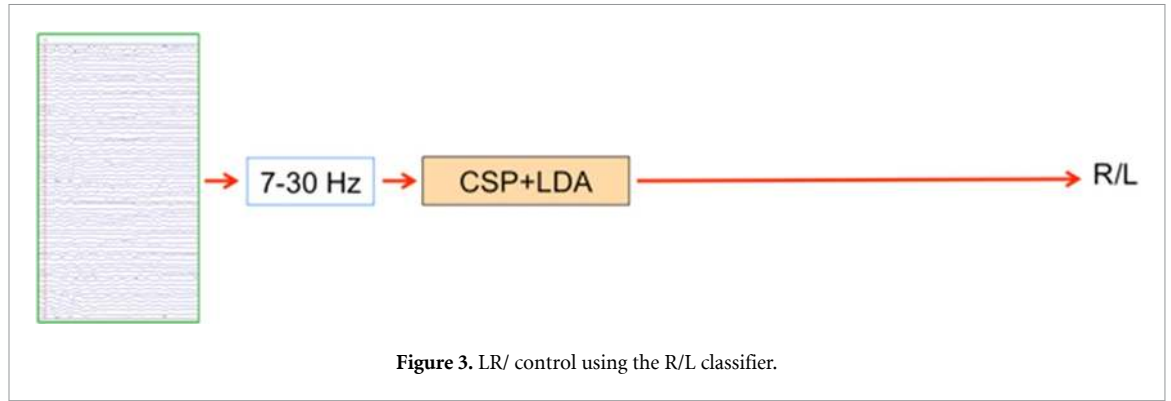 7-30 Hz
CSP+LDA
R/L
Figure 3. LR/ control using the R/L classifier.